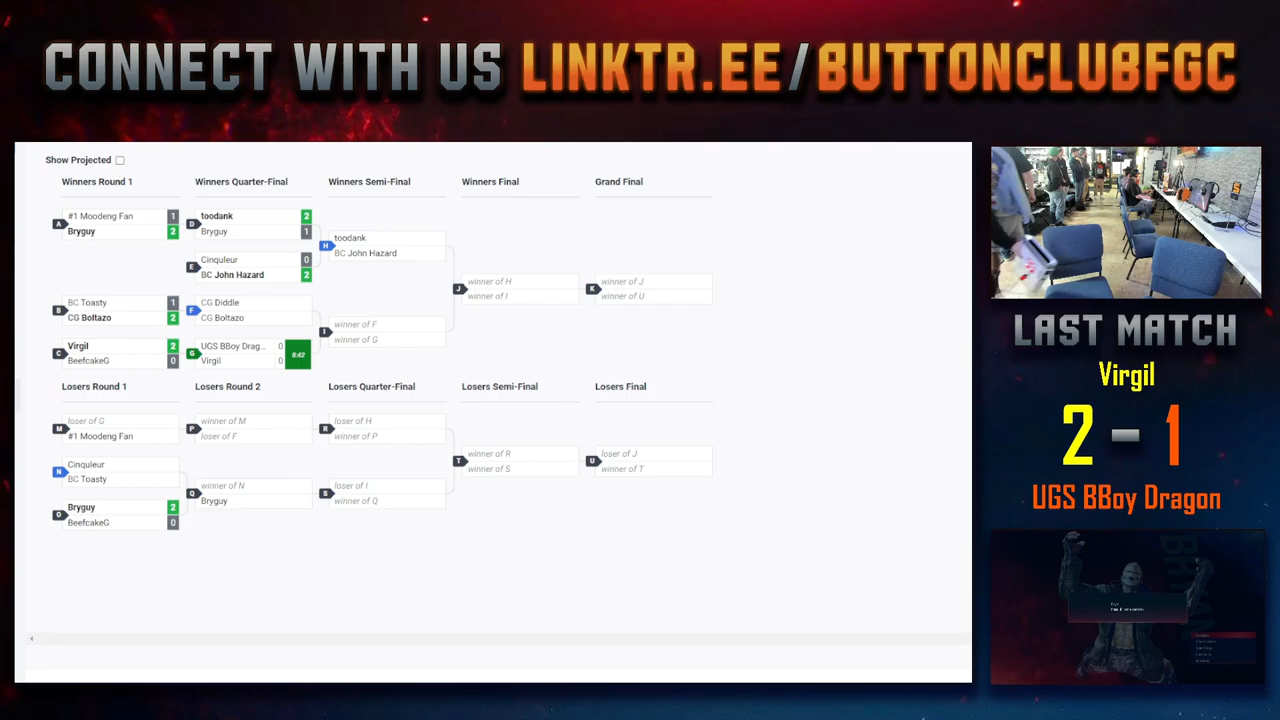 CONNECT WITH US LINKTR.EE/BUTTONCLUBFGC
Show Projected
Winners Round 1
Winners Quarter-Final
Winners Semi-Final
Winners Final
Grand Final
A
#1 Moodeng Fan 1
Bryguy 2
D
toodank 2
Bryguy 1
E
Cinquleur 0
BC John Hazard 2
H
toodank
BC John Hazard
B
BC Toasty 1
CG Boltazo 2
F
CG Diddle
CG Boltazo
C
Virgil 2
BeefcakeG 0
G
UGS BBoy Drag... 0
Virgil 0
8:42
I
winner of F
winner of G
J
winner of H
winner of I
K
winner of J
winner of U
Losers Round 1
Losers Round 2
Losers Quarter-Final
Losers Semi-Final
Losers Final
M
loser of G
#1 Moodeng Fan
P
winner of M
loser of F
R
loser of H
winner of P
N
Cinquleur
BC Toasty
O
Bryguy 2
BeefcakeG 0
Q
winner of N
Bryguy
S
loser of I
winner of Q
T
winner of R
winner of S
U
loser of J
winner of T
LAST MATCH
Virgil
2 - 1
UGS BBoy Dragon